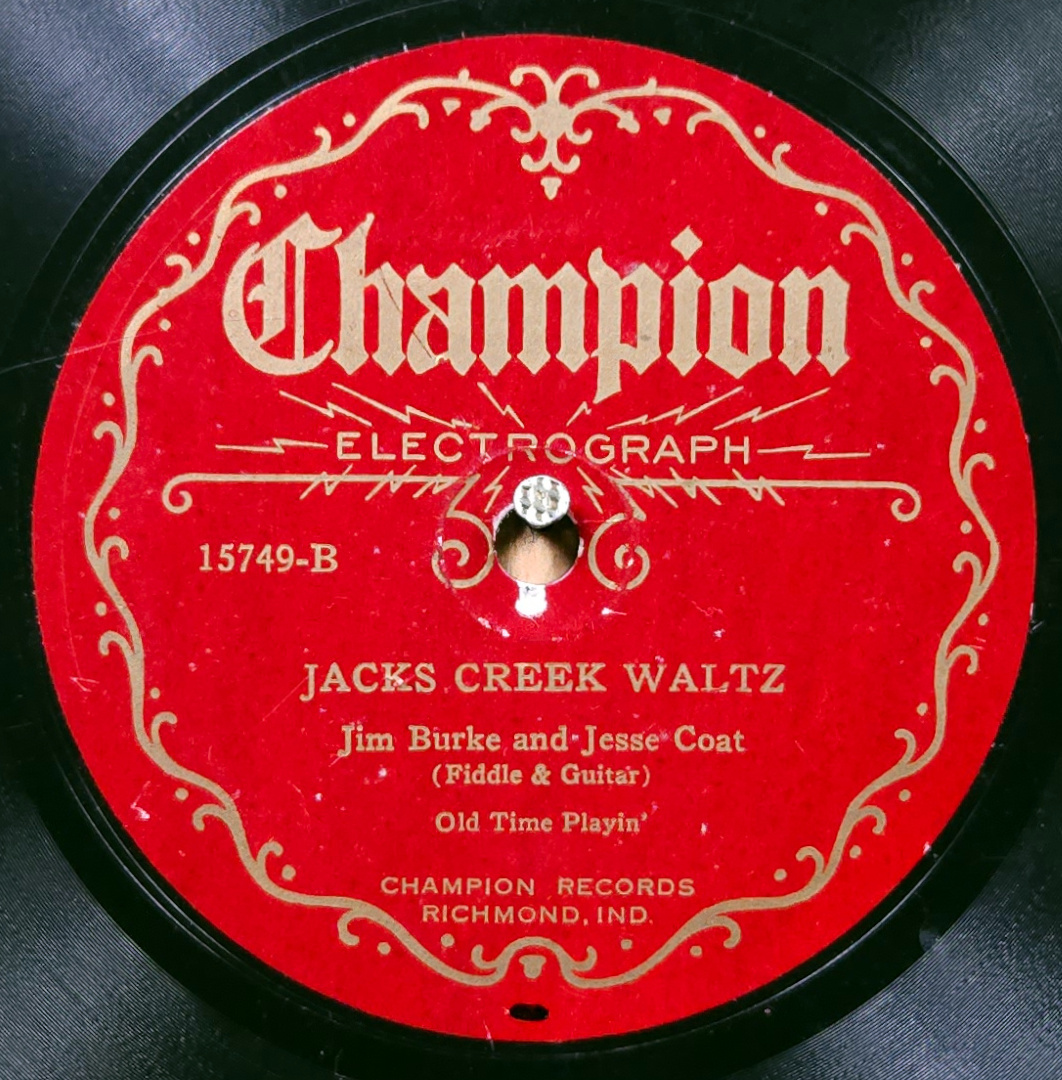 Champion
ELECTROGRAPH
15749-B
JACKS CREEK WALTZ
Jim Burke and Jesse Coat
(Fiddle & Guitar)
Old Time Playin'
CHAMPION RECORDS
RICHMOND, IND.